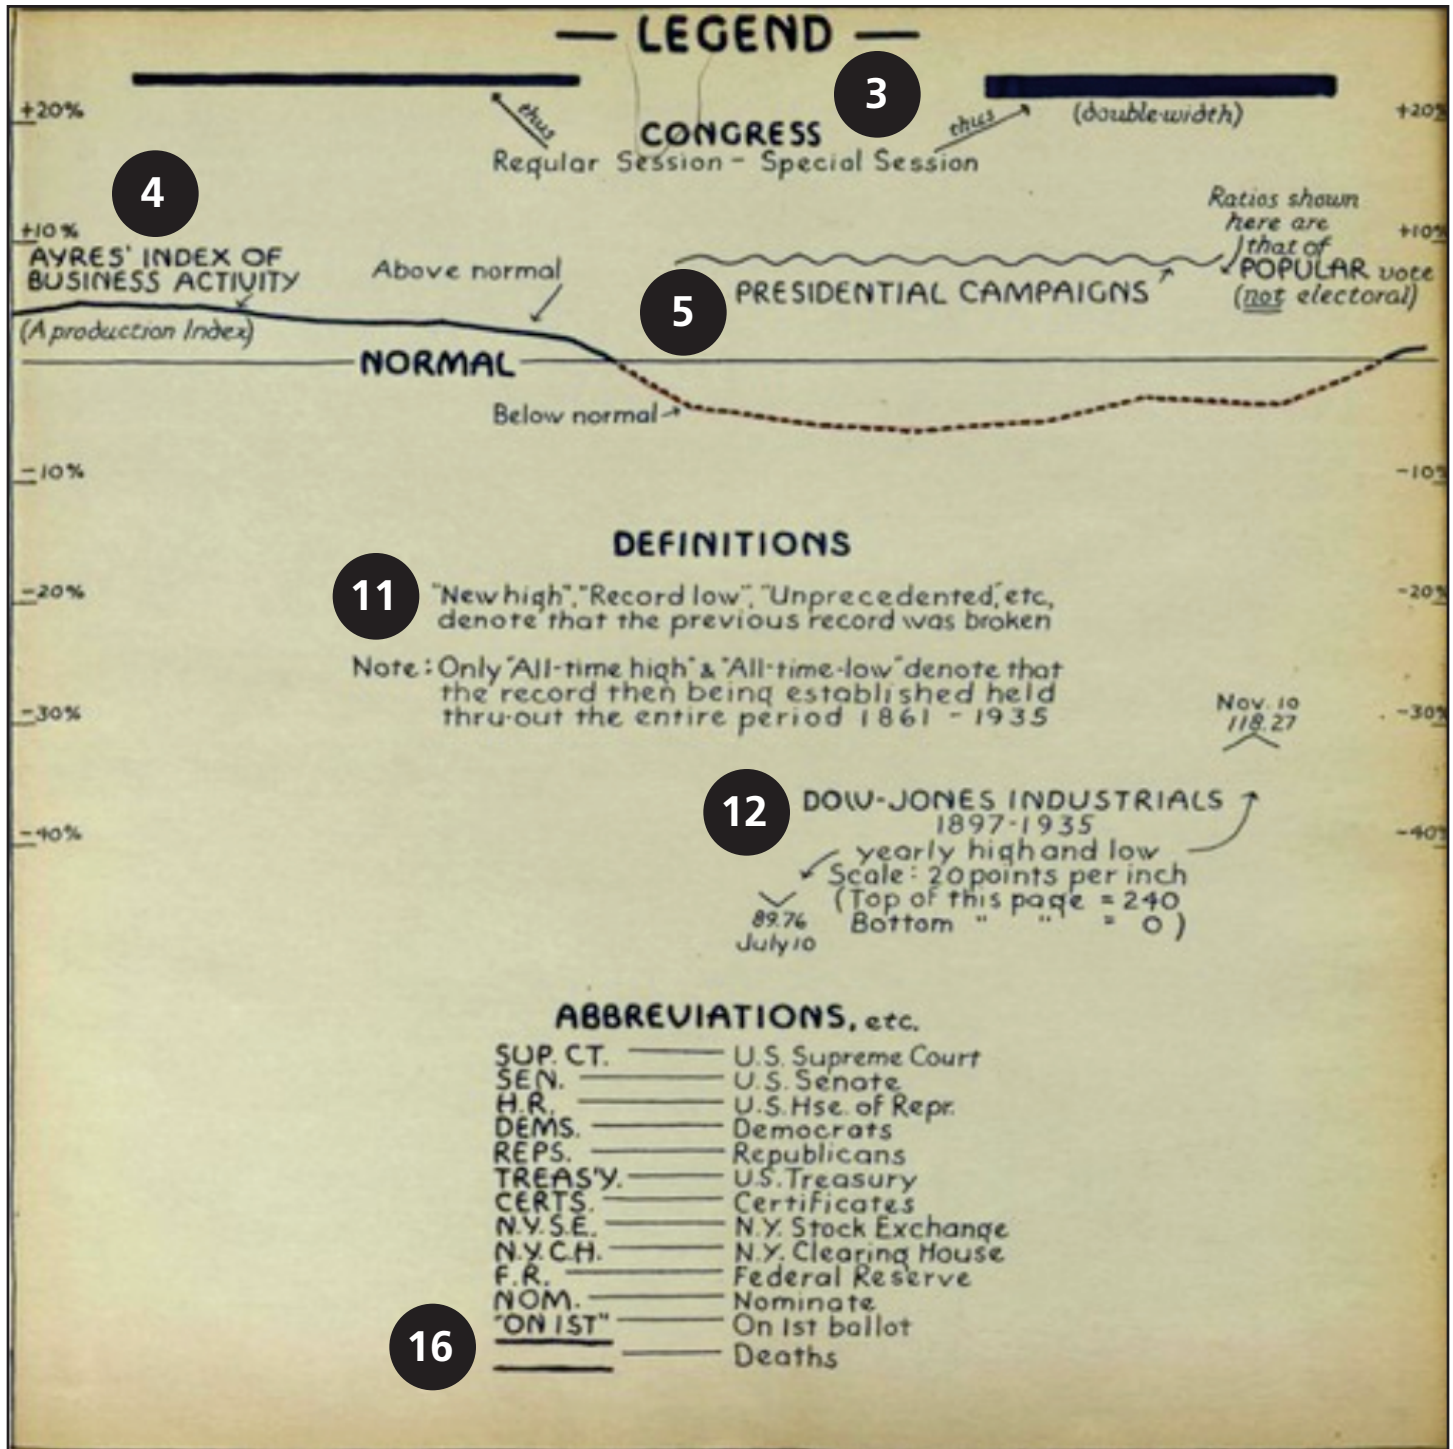 — LEGEND —
3
+20%
+20%
thus
thus
(double-width)
CONGRESS
Regular Session - Special Session
4
+10%
+10%
AYRES' INDEX OF
BUSINESS ACTIVITY
(A production Index)
Above normal
5
PRESIDENTIAL CAMPAIGNS
Ratios shown
here are
that of
POPULAR vote
(not electoral)
NORMAL
Below normal
-10%
-10%
DEFINITIONS
-20%
-20%
11
"New high", "Record low", "Unprecedented," etc,
denote that the previous record was broken
Note: Only "All-time high" & "All-time-low" denote that
the record then being established held
thru-out the entire period 1861 - 1935
-30%
-30%
Nov. 10
118.27
12
DOW-JONES INDUSTRIALS
1897-1935
yearly high and low
Scale: 20 points per inch
(Top of this page = 240
Bottom " " = 0 )
-40%
-40%
89.76
July 10
ABBREVIATIONS, etc.
SUP. CT. — U.S. Supreme Court
SEN. — U.S. Senate
H.R. — U.S. Hse. of Repr.
DEMS. — Democrats
REPS. — Republicans
TREAS'Y. — U.S. Treasury
CERTS. — Certificates
N.Y.S.E. — N.Y. Stock Exchange
N.Y.C.H. — N.Y. Clearing House
F.R. — Federal Reserve
NOM. — Nominate
"ON 1ST" — On 1st ballot
16
— Deaths